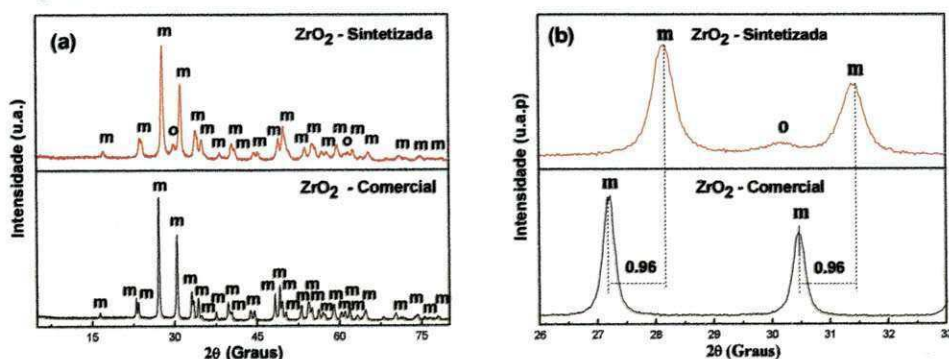 (a)
ZrO2 - Sintetizada
m
m
m m o m m m m m m m m m m m o m m m m m
ZrO2 - Comercial
m
m
m m m m m m m m m m m m m m m m m m m m m m
Intensidade (u.a.)
15 30 45 60 75
2θ (Graus)
(b)
ZrO2 - Sintetizada
m
m
o
ZrO2 - Comercial
m
m
0.96
0.96
Intensidade (u.a.p)
26 27 28 29 30 31 32 33
2θ (Graus)